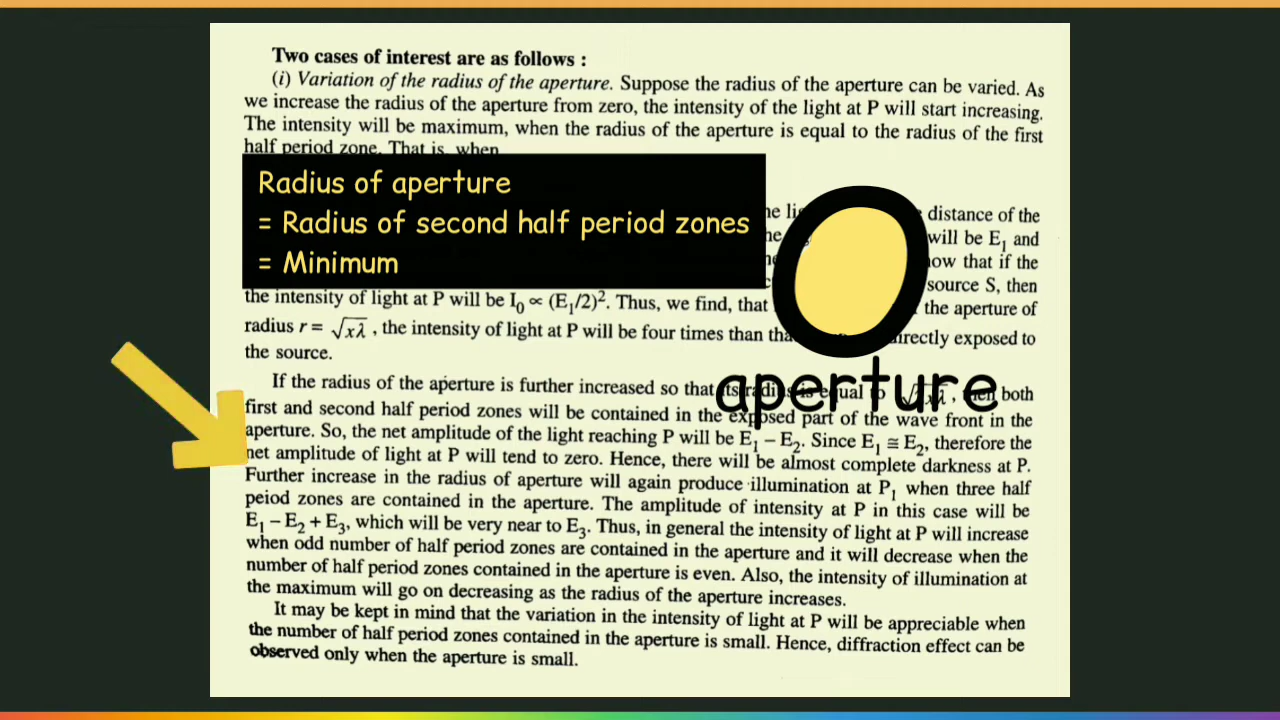 Two cases of interest are as follows :
(i) Variation of the radius of the aperture. Suppose the radius of the aperture can be varied. As
we increase the radius of the aperture from zero, the intensity of the light at P will start increasing.
The intensity will be maximum, when the radius of the aperture is equal to the radius of the first
half period zone. That is, when
Radius of aperture
= Radius of second half period zones
= Minimum
distance of the
will be E₁ and
now that if the
source S, then
the intensity of light at P will be I₀ ∝ (E₁/2)². Thus, we find, that the aperture of
radius r = √xλ , the intensity of light at P will be four times than directly exposed to
the source.
aperture
If the radius of the aperture is further increased so that its radius is equal to both
first and second half period zones will be contained in the exposed part of the wave front in the
aperture. So, the net amplitude of the light reaching P will be E₁ – E₂. Since E₁ ≅ E₂, therefore the
net amplitude of light at P will tend to zero. Hence, there will be almost complete darkness at P.
Further increase in the radius of aperture will again produce illumination at P₁ when three half
peiod zones are contained in the aperture. The amplitude of intensity at P in this case will be
E₁ – E₂ + E₃, which will be very near to E₃. Thus, in general the intensity of light at P will increase
when odd number of half period zones are contained in the aperture and it will decrease when the
number of half period zones contained in the aperture is even. Also, the intensity of illumination at
the maximum will go on decreasing as the radius of the aperture increases.
It may be kept in mind that the variation in the intensity of light at P will be appreciable when
the number of half period zones contained in the aperture is small. Hence, diffraction effect can be
observed only when the aperture is small.